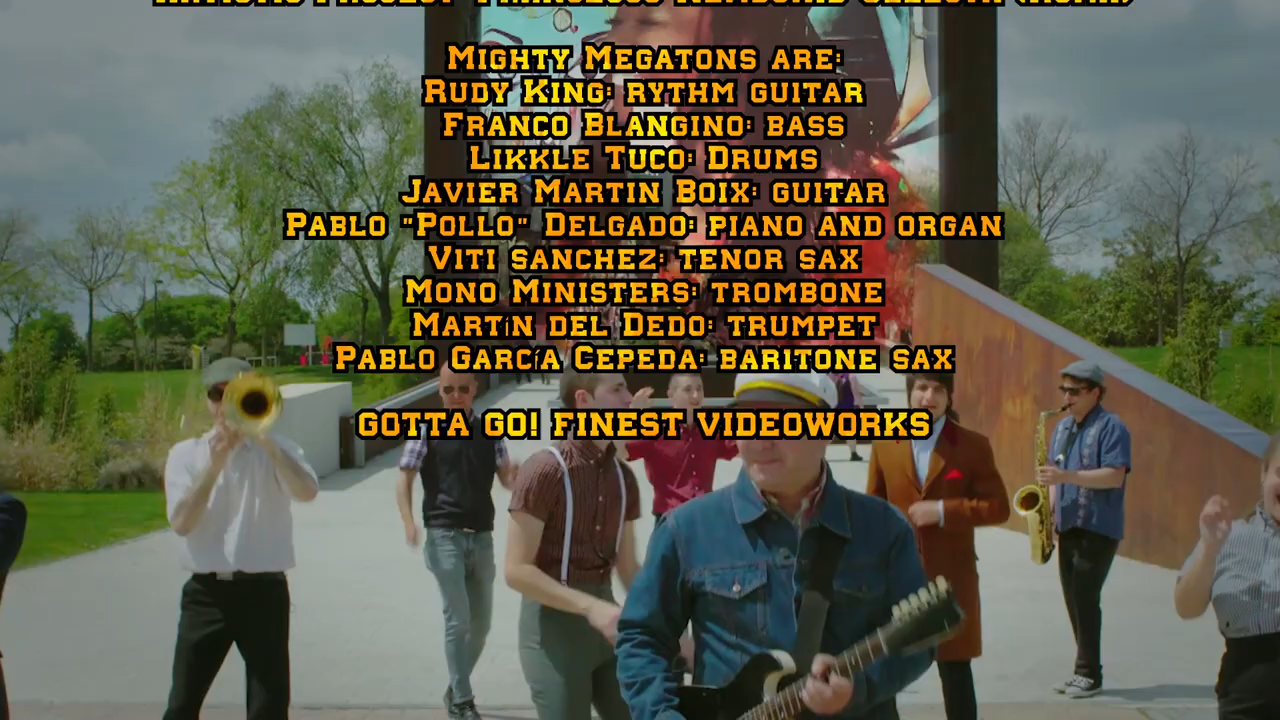 Mighty Megatons are:
Rudy King: rythm guitar
Franco Blangino: bass
Likkle Tuco: Drums
Javier Martin Boix: guitar
Pablo "Pollo" Delgado: piano and organ
Viti sanchez: tenor sax
Mono Ministers: trombone
Martín del Dedo: trumpet
Pablo García Cepeda: baritone sax
GOTTA GO! FINEST VIDEOWORKS